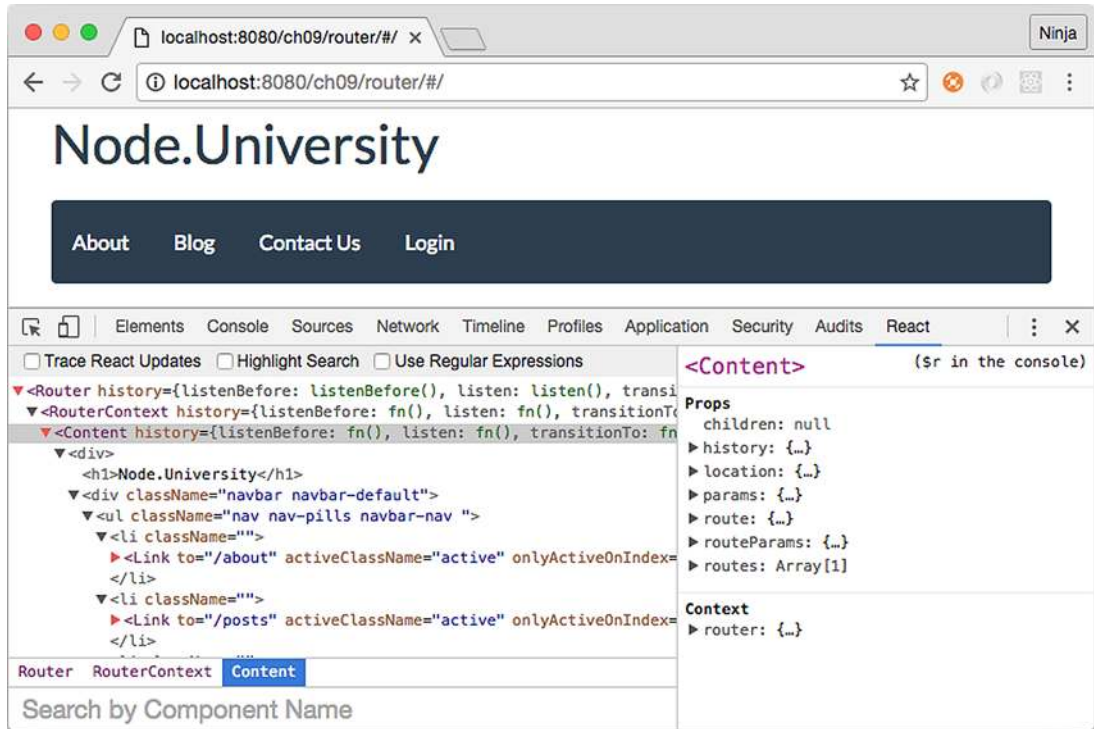 localhost:8080/ch09/router/#/ ×
Ninja
localhost:8080/ch09/router/#/
Node.University
About Blog Contact Us Login
Elements Console Sources Network Timeline Profiles Application Security Audits React
Trace React Updates Highlight Search Use Regular Expressions
<Router history={listenBefore: listenBefore(), listen: listen(), transi
<RouterContext history={listenBefore: fn(), listen: fn(), transitionTo
<Content history={listenBefore: fn(), listen: fn(), transitionTo: fn
<div>
<h1>Node.University</h1>
<div className="navbar navbar-default">
<ul className="nav nav-pills navbar-nav ">
<li className="">
<Link to="/about" activeClassName="active" onlyActiveOnIndex=
</li>
<li className="">
<Link to="/posts" activeClassName="active" onlyActiveOnIndex=
</li>
Router RouterContext Content
Search by Component Name
<Content> ($r in the console)
Props
children: null
history: {…}
location: {…}
params: {…}
route: {…}
routeParams: {…}
routes: Array[1]
Context
router: {…}